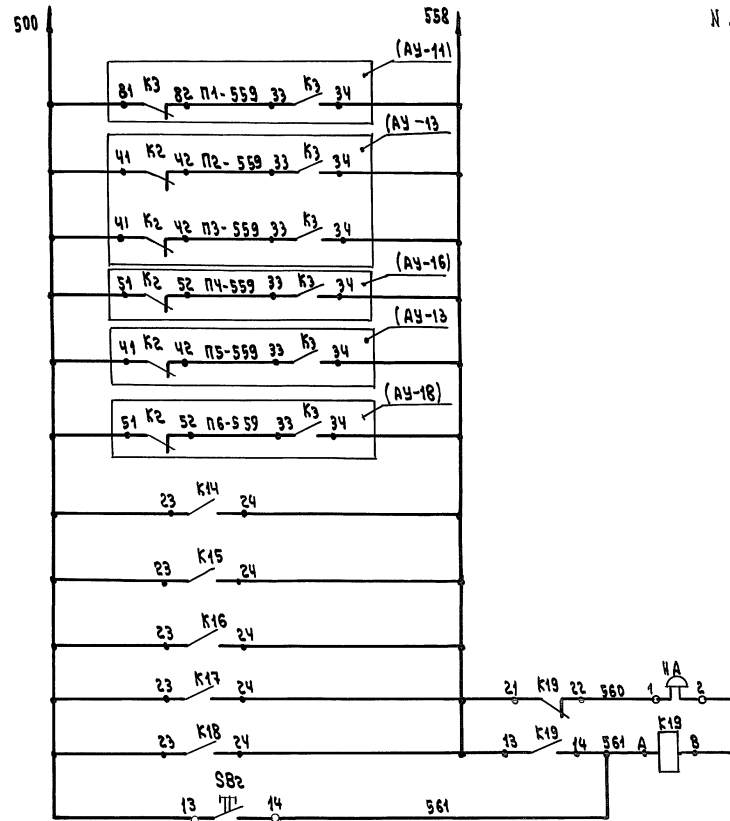 500 558 N
(АУ-11)
81 К3 82 П1-559 33 К3 34
(АУ-13
41 К2 42 П2-559 33 К3 34
41 К2 42 П3-559 33 К3 34
(АУ-16)
51 К2 52 П4-559 33 К3 34
(АУ-13
41 К2 42 П5-559 33 К3 34
(АУ-18)
51 К2 52 П6-559 33 К3 34
23 К14 24
23 К15 24
23 К16 24
23 К17 24 21 К19 22 560 1 НА 2
23 К18 24 13 К19 14 561 А К19 В
SB2
13 14 561